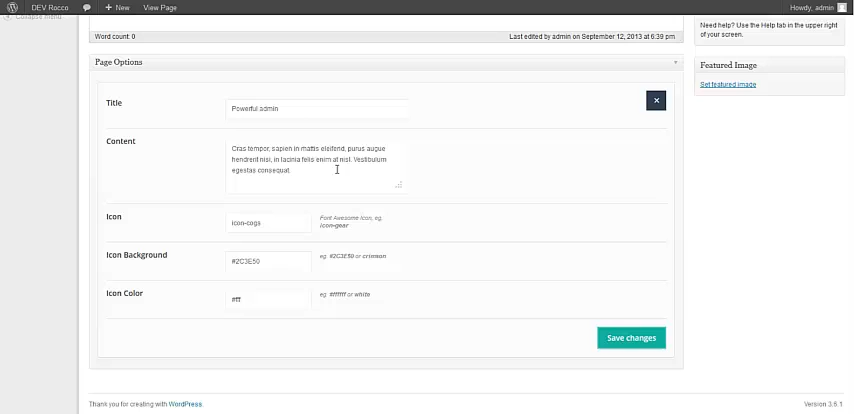 DEV Rocco + New View Page Howdy, admin
Collapse menu
Need help? Use the Help tab in the upper right
of your screen.
Word count: 0 Last edited by admin on September 12, 2013 at 6:39 pm
Page Options
Featured Image
Set featured image
Title
Powerful admin
×
Content
Cras tempor, sapien in mattis eleifend, purus augue
hendrerit nisi, in lacinia felis enim at nisl. Vestibulum
egestas consequat.
Icon
icon-cogs
Font Awesome icon, eg.
icon-gear
Icon Background
#2C3E50
eg. #2C3E50 or crimson
Icon Color
#fff
eg. #ffffff or white
Save changes
Thank you for creating with WordPress. Version 3.6.1